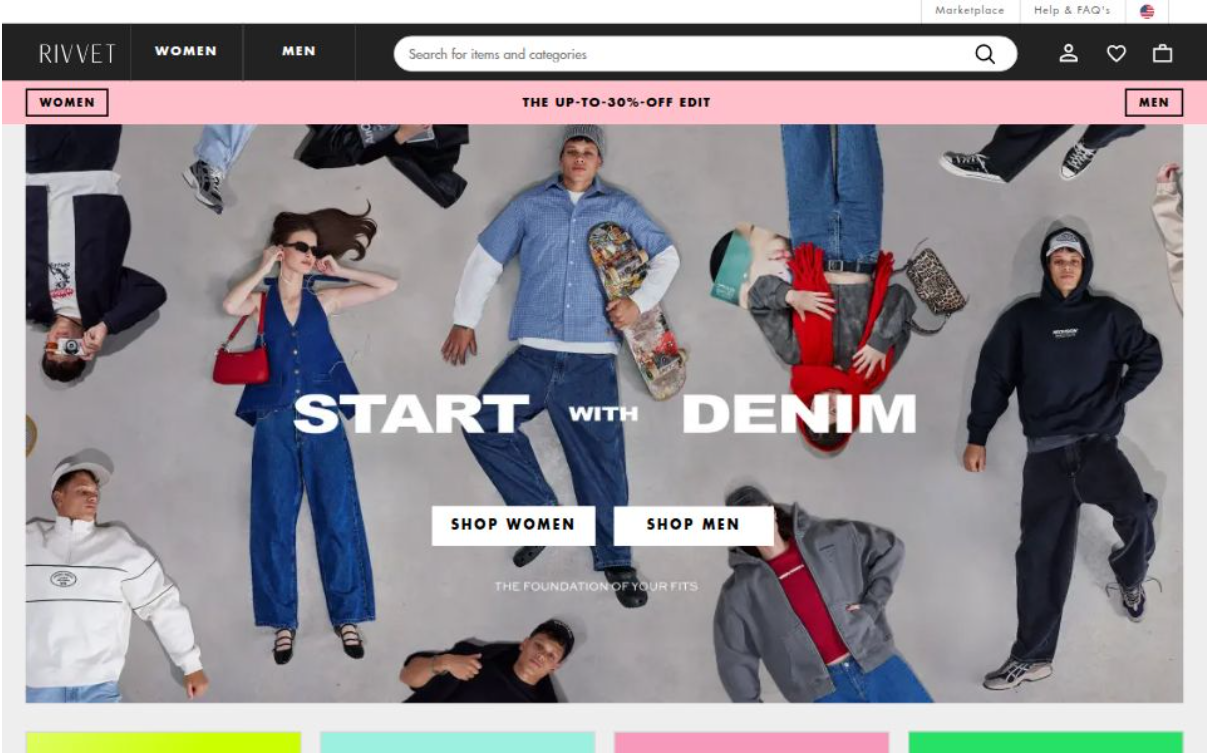 Marketplace
Help & FAQ's
RIVVET
WOMEN
MEN
Search for items and categories
WOMEN
THE UP-TO-30%-OFF EDIT
MEN
START WITH DENIM
SHOP WOMEN
SHOP MEN
THE FOUNDATION OF YOUR FITS